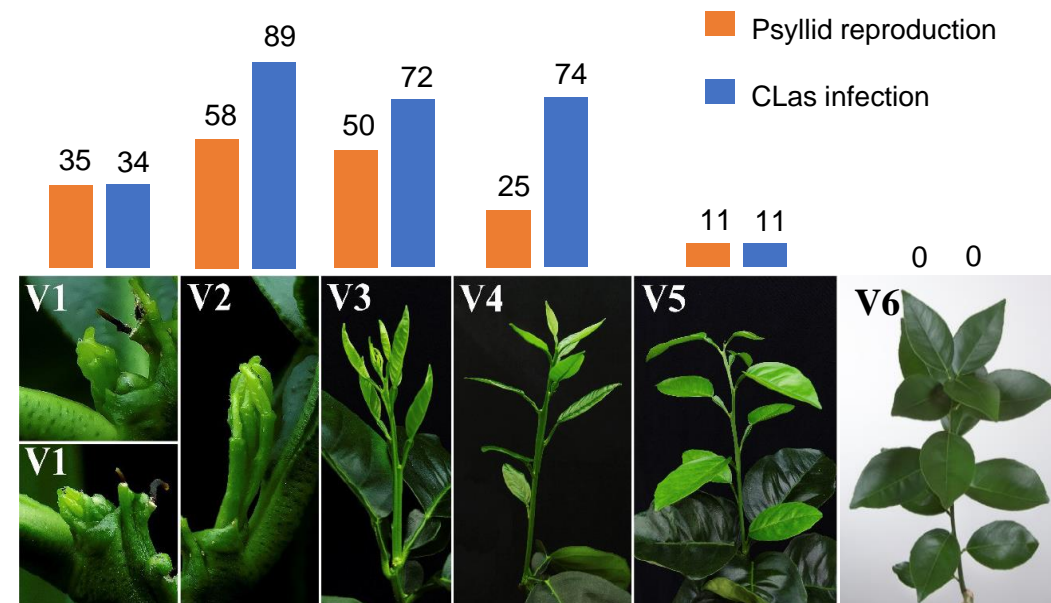 Psyllid reproduction
CLas infection
35 34
58 89
50 72
25 74
11 11
0 0
V1
V2
V3
V4
V5
V6
V1